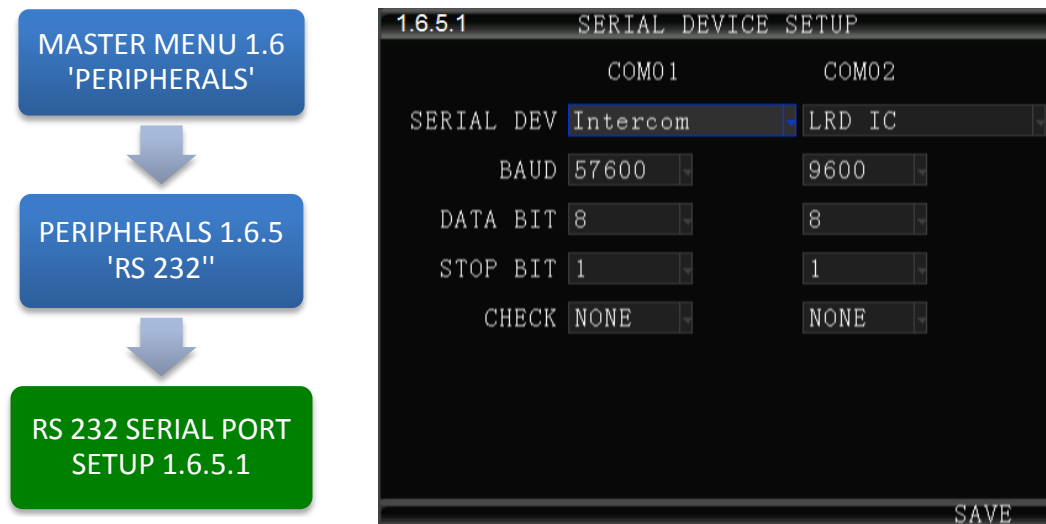 MASTER MENU 1.6
'PERIPHERALS'
PERIPHERALS 1.6.5
'RS 232''
RS 232 SERIAL PORT
SETUP 1.6.5.1
1.6.5.1 SERIAL DEVICE SETUP
COM01 COM02
SERIAL DEV Intercom LRD IC
BAUD 57600 9600
DATA BIT 8 8
STOP BIT 1 1
CHECK NONE NONE
SAVE